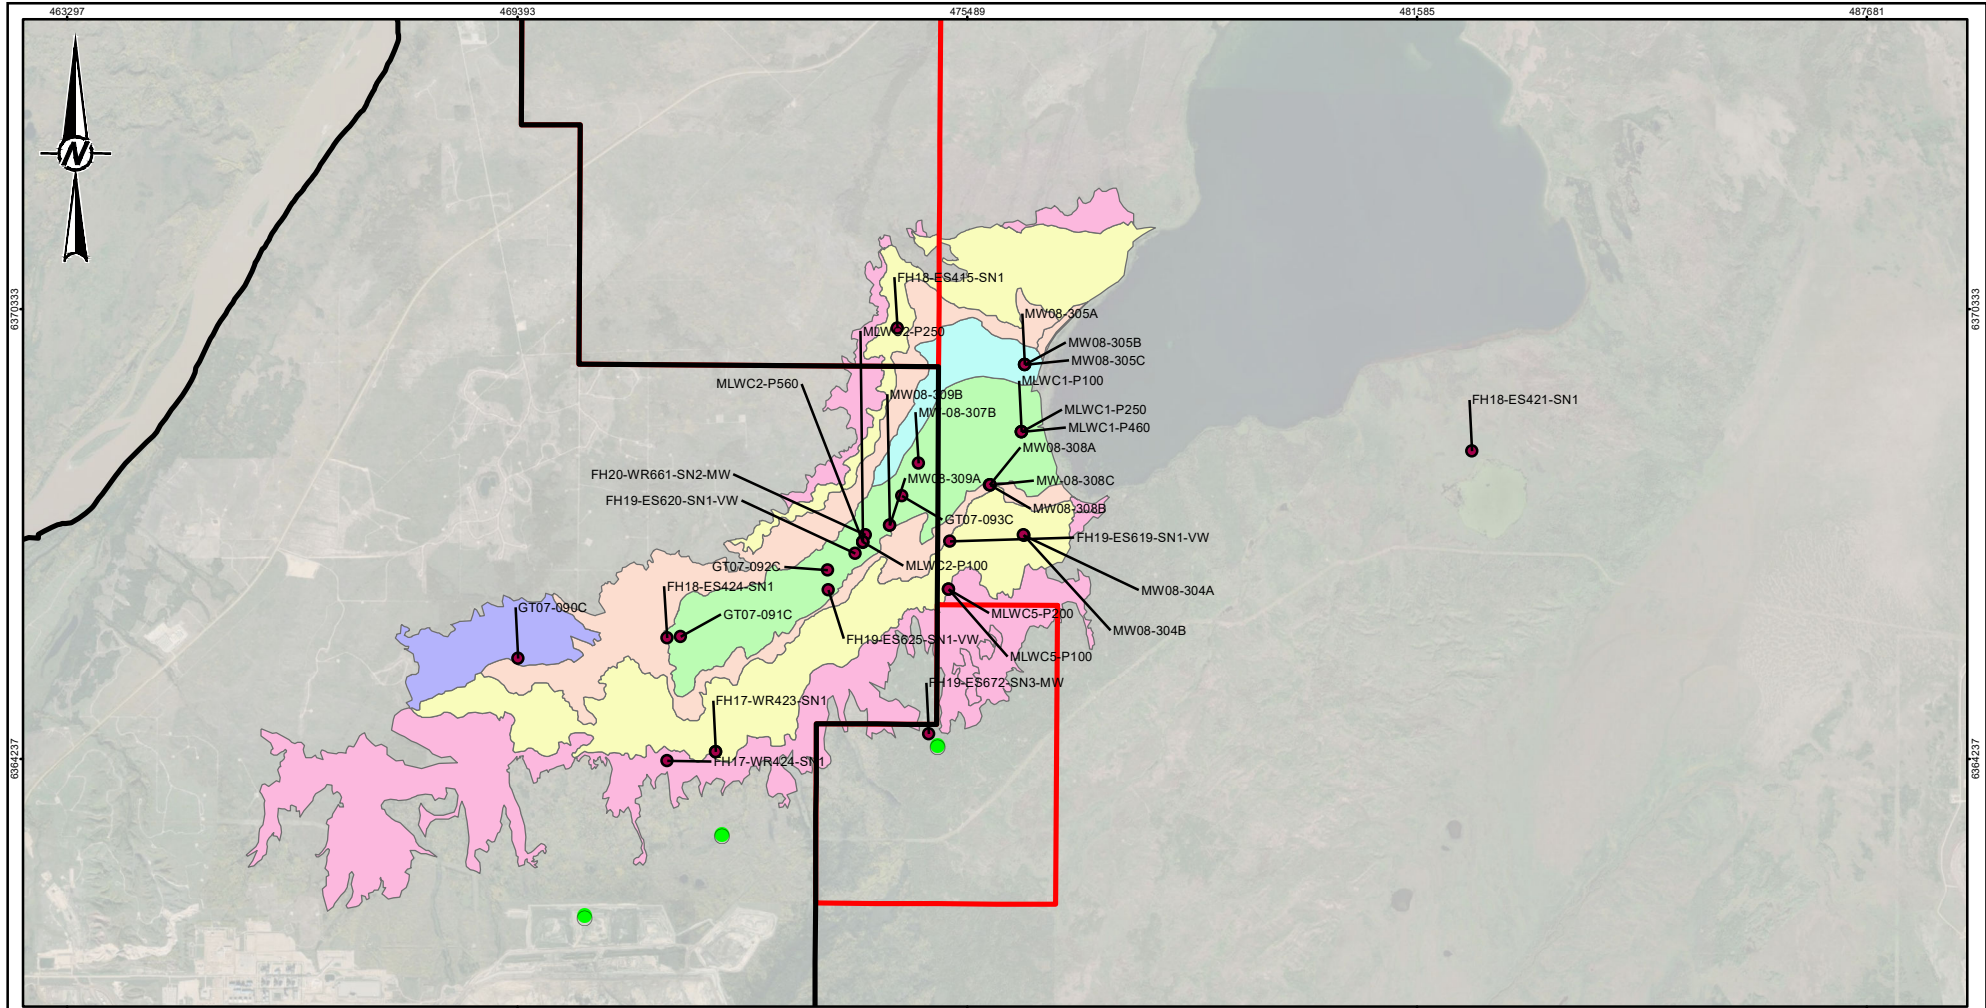 463297
469393
475489
481585
487681
N
FH18-ES415-SN1
6370333
6370333
MW08-305A
MLWC2-P250
MW08-305B
MW08-305C
MLWC2-P560
MLWC1-P100
MW08-309B
FH18-ES421-SN1
MW-08-307B
MLWC1-P250
MLWC1-P460
MW08-308A
FH20-WR661-SN2-MW
MW08-309A
MW-08-308C
FH19-ES620-SN1-VW
MW08-308B
GT07-093C
FH19-ES619-SN1-VW
GT07-092C
MLWC2-P100
FH18-ES424-SN1
MW08-304A
GT07-090C
GT07-091C
MLWC5-P200
MW08-304B
FH19-ES625-SN1-VW
MLWC5-P100
FH19-ES672-SN3-MW
FH17-WR423-SN1
6364237
6364237
FH17-WR424-SN1